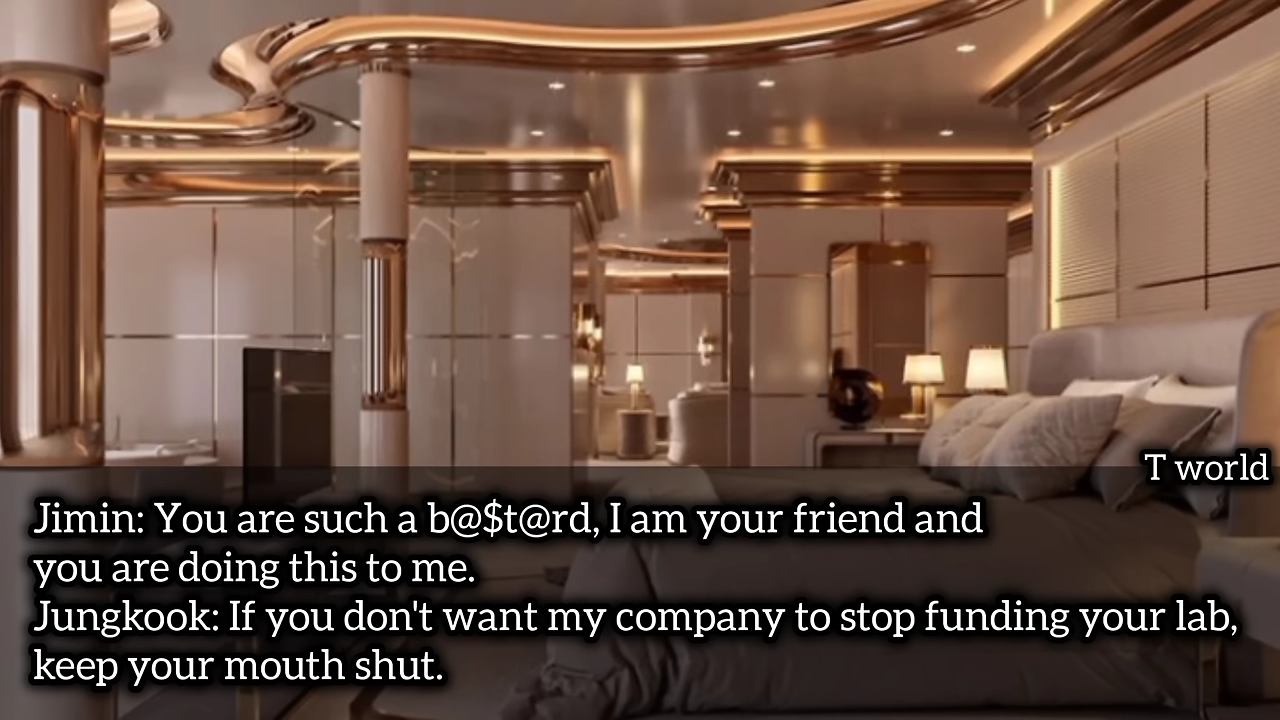 T world
Jimin: You are such a b@$t@rd, I am your friend and
you are doing this to me.
Jungkook: If you don't want my company to stop funding your lab,
keep your mouth shut.